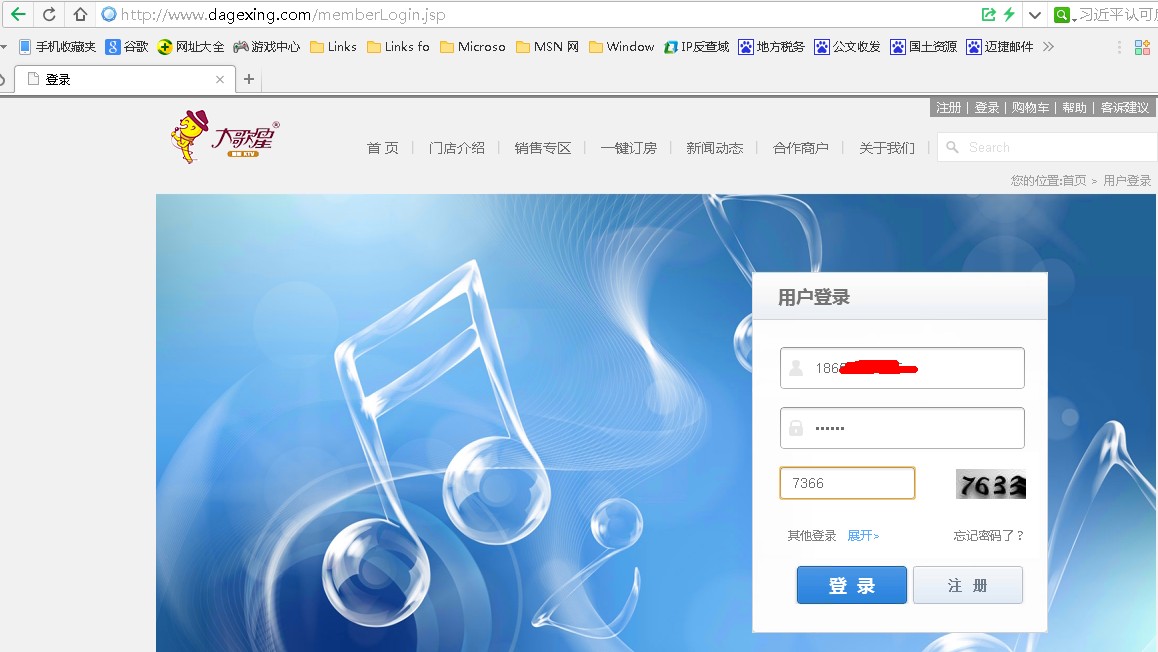 http://www.dagexing.com/memberLogin.jsp
习近平认可
手机收藏夹 谷歌 网址大全 游戏中心 Links Links fo Microso MSN 网 Window IP反查域 地方税务 公文收发 国土资源 迈捷邮件 »
登录
注册 | 登录 | 购物车 | 帮助 | 客诉建议
大歌星®
首 页 | 门店介绍 | 销售专区 | 一键订房 | 新闻动态 | 合作商户 | 关于我们 |
Search
您的位置:首页 > 用户登录
用户登录
186
••••••
7366
7633
其他登录 展开>
忘记密码了？
登 录
注 册